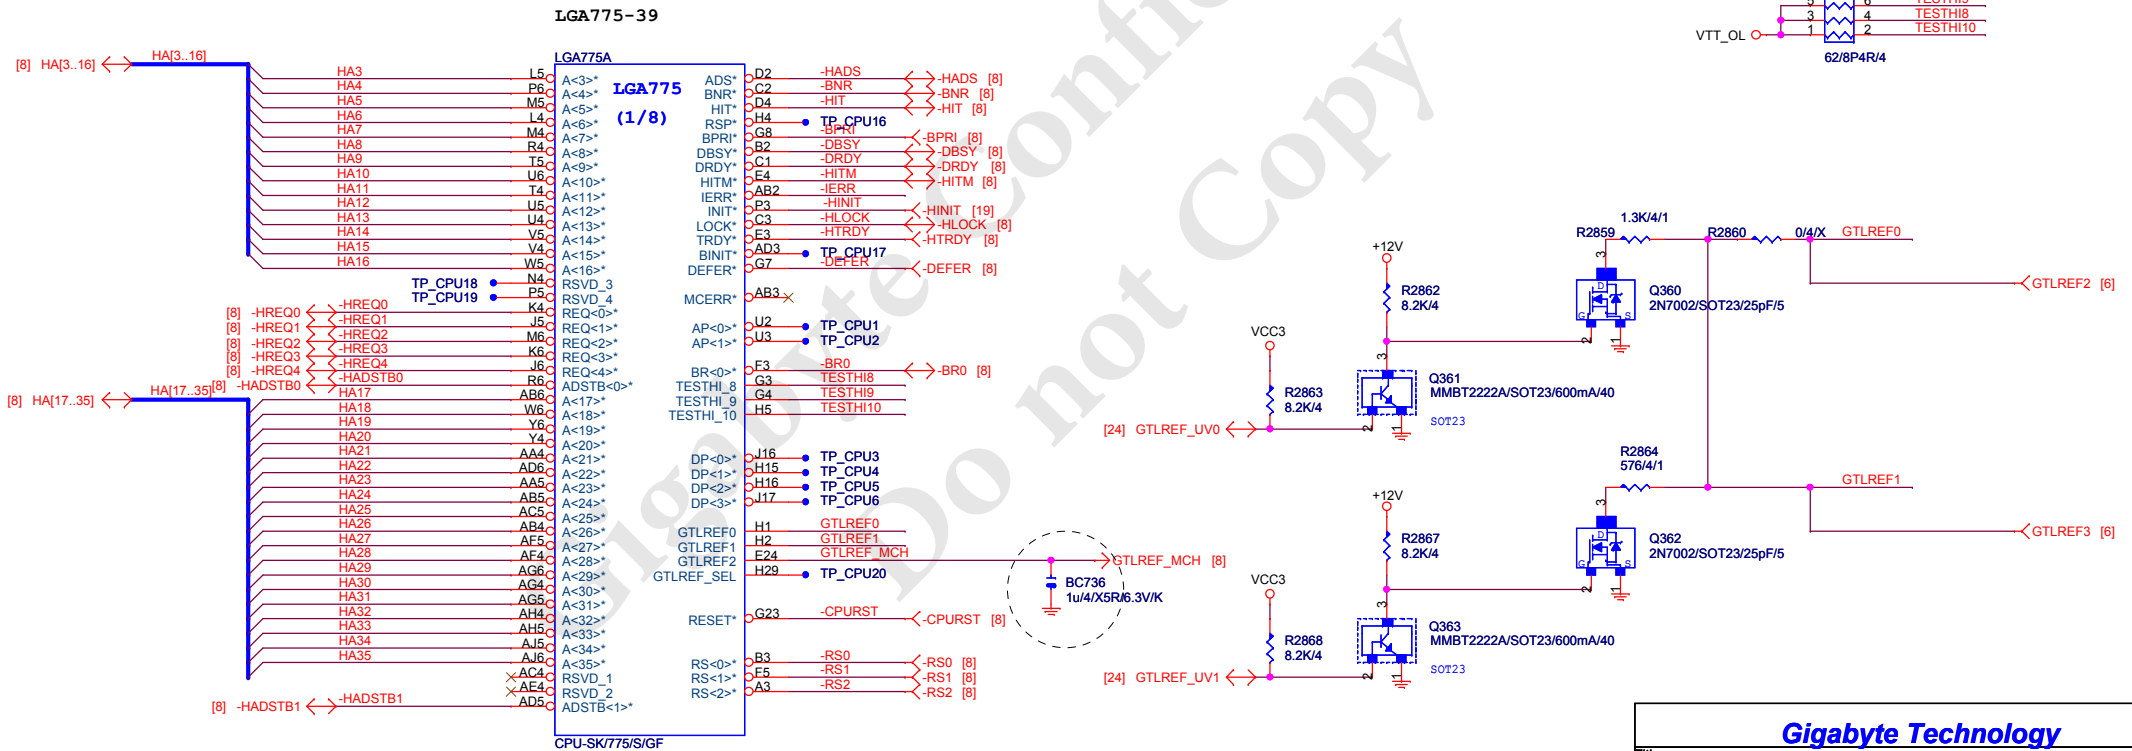 LGA775-39
LGA775A
LGA775
(1/8)
[8] HA[3..16]
HA[3..16]
HA3 L5 A<3>*
HA4 P6 A<4>*
HA5 M5 A<5>*
HA6 L4 A<6>*
HA7 M4 A<7>*
HA8 R4 A<8>*
HA9 T5 A<9>*
HA10 U6 A<10>*
HA11 T4 A<11>*
HA12 U5 A<12>*
HA13 U4 A<13>*
HA14 V5 A<14>*
HA15 V4 A<15>*
HA16 W5 A<16>*
TP_CPU18 N4 RSVD_3
TP_CPU19 P5 RSVD_4
[8] -HREQ0 -HREQ0 K4 REQ<0>*
[8] -HREQ1 -HREQ1 J5 REQ<1>*
[8] -HREQ2 -HREQ2 M6 REQ<2>*
[8] -HREQ3 -HREQ3 K6 REQ<3>*
[8] -HREQ4 -HREQ4 J6 REQ<4>*
[8] -HADSTB0 -HADSTB0 R6 ADSTB<0>*
[8] HA[17..35]
HA[17..35]
HA17 AB6 A<17>*
HA18 W6 A<18>*
HA19 Y6 A<19>*
HA20 Y4 A<20>*
HA21 AA4 A<21>*
HA22 AD6 A<22>*
HA23 AA5 A<23>*
HA24 AB5 A<24>*
HA25 AC5 A<25>*
HA26 AB4 A<26>*
HA27 AF5 A<27>*
HA28 AF4 A<28>*
HA29 AG6 A<29>*
HA30 AG4 A<30>*
HA31 AG5 A<31>*
HA32 AH4 A<32>*
HA33 AH5 A<33>*
HA34 AJ5 A<34>*
HA35 AJ6 A<35>*
AC4 RSVD_1
AE4 RSVD_2
[8] -HADSTB1 -HADSTB1 AD5 ADSTB<1>*
CPU-SK/775/S/GF
ADS* D2 -HADS -HADS [8]
BNR* C2 -BNR -BNR [8]
HIT* D4 -HIT -HIT [8]
RSP* H4 TP_CPU16
BPRI* G8 -BPRI -BPRI [8]
DBSY* B2 -DBSY -DBSY [8]
DRDY* C1 -DRDY -DRDY [8]
HITM* E4 -HITM -HITM [8]
IERR* AB2 -IERR
INIT* P3 -HINIT -HINIT [19]
LOCK* C3 -HLOCK -HLOCK [8]
TRDY* E3 -HTRDY -HTRDY [8]
BINIT* AD3 TP_CPU17
DEFER* G7 -DEFER -DEFER [8]
MCERR* AB3
AP<0>* U2 TP_CPU1
AP<1>* U3 TP_CPU2
BR<0>* F3 -BR0 -BR0 [8]
TESTHI_8 G3 TESTHI8
TESTHI_9 G4 TESTHI9
TESTHI_10 H5 TESTHI10
DP<0>* J16 TP_CPU3
DP<1>* H15 TP_CPU4
DP<2>* H16 TP_CPU5
DP<3>* J17 TP_CPU6
GTLREF0 H1 GTLREF0
GTLREF1 H2 GTLREF1
GTLREF2 E24 GTLREF_MCH GTLREF_MCH [8]
GTLREF_SEL H29 TP_CPU20
BC736
1u/4/X5R/6.3V/K
RESET* G23 -CPURST -CPURST [8]
RS<0>* B3 -RS0 -RS0 [8]
RS<1>* F5 -RS1 -RS1 [8]
RS<2>* A3 -RS2 -RS2 [8]
5 6 TESTHI9
3 4 TESTHI8
VTT_OL 1 2 TESTHI10
62/8P4R/4
1.3K/4/1
R2859 R2860 0/4/X GTLREF0
+12V
3
R2862
8.2K/4
D
G S
Q360
2N7002/SOT23/25pF/5
GTLREF2 [6]
VCC3
2 1
3
R2863
8.2K/4
Q361
MMBT2222A/SOT23/600mA/40
SOT23
[24] GTLREF_UV0
2 1
R2864
576/4/1
GTLREF1
+12V
3
R2867
8.2K/4
D
G S
Q362
2N7002/SOT23/25pF/5
GTLREF3 [6]
VCC3
2 1
3
R2868
8.2K/4
Q363
MMBT2222A/SOT23/600mA/40
SOT23
[24] GTLREF_UV1
2 1
Gigabyte Technology
Gigabyte Confi
Do not Copy